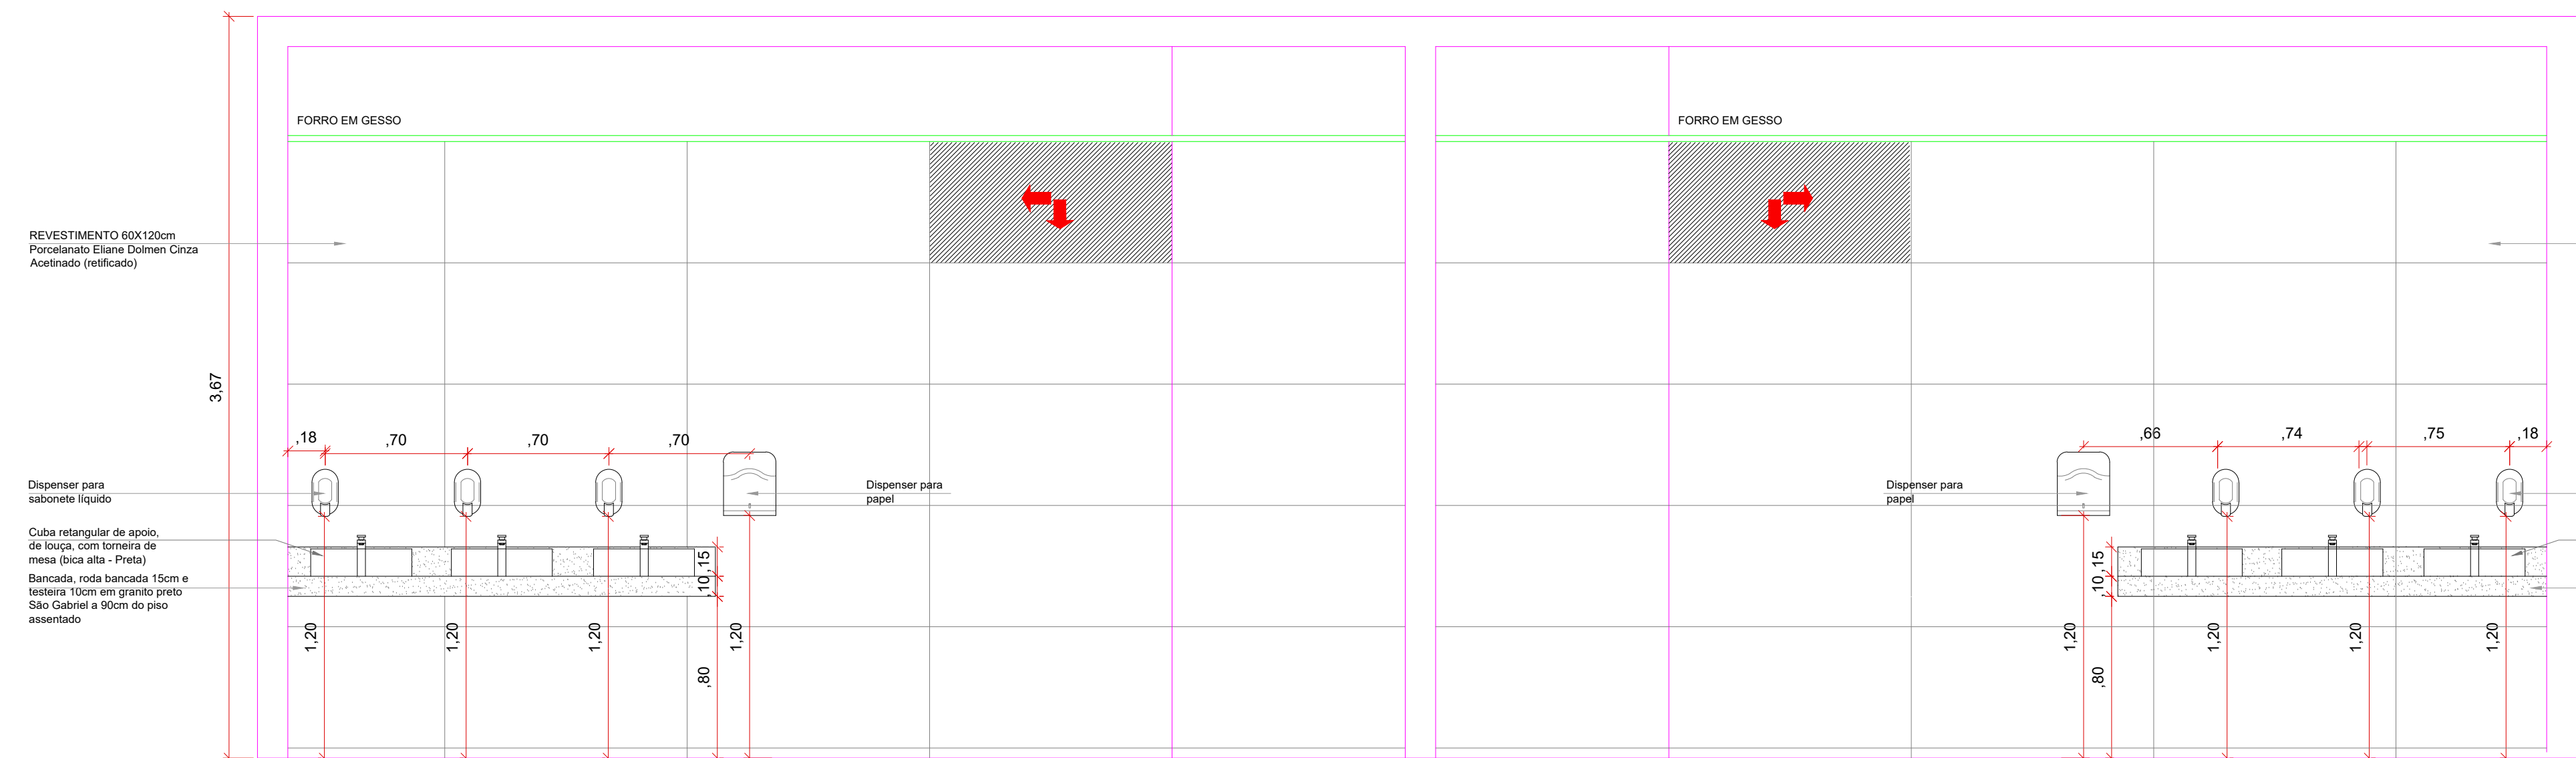 FORRO EM GESSO
FORRO EM GESSO
REVESTIMENTO 60X120cm
Porcelanato Eliane Dolmen Cinza
Acetinado (retificado)
3,67
,18
,70
,70
,70
,66
,74
,75
,18
Dispenser para
sabonete líquido
Dispenser para
papel
Dispenser para
papel
Cuba retangular de apoio,
de louça, com torneira de
mesa (bica alta - Preta)
Bancada, roda bancada 15cm e
testeira 10cm em granito preto
São Gabriel a 90cm do piso
assentado
,15
,10
,15
,10
1,20
1,20
1,20
,80
1,20
1,20
,80
1,20
1,20
1,20